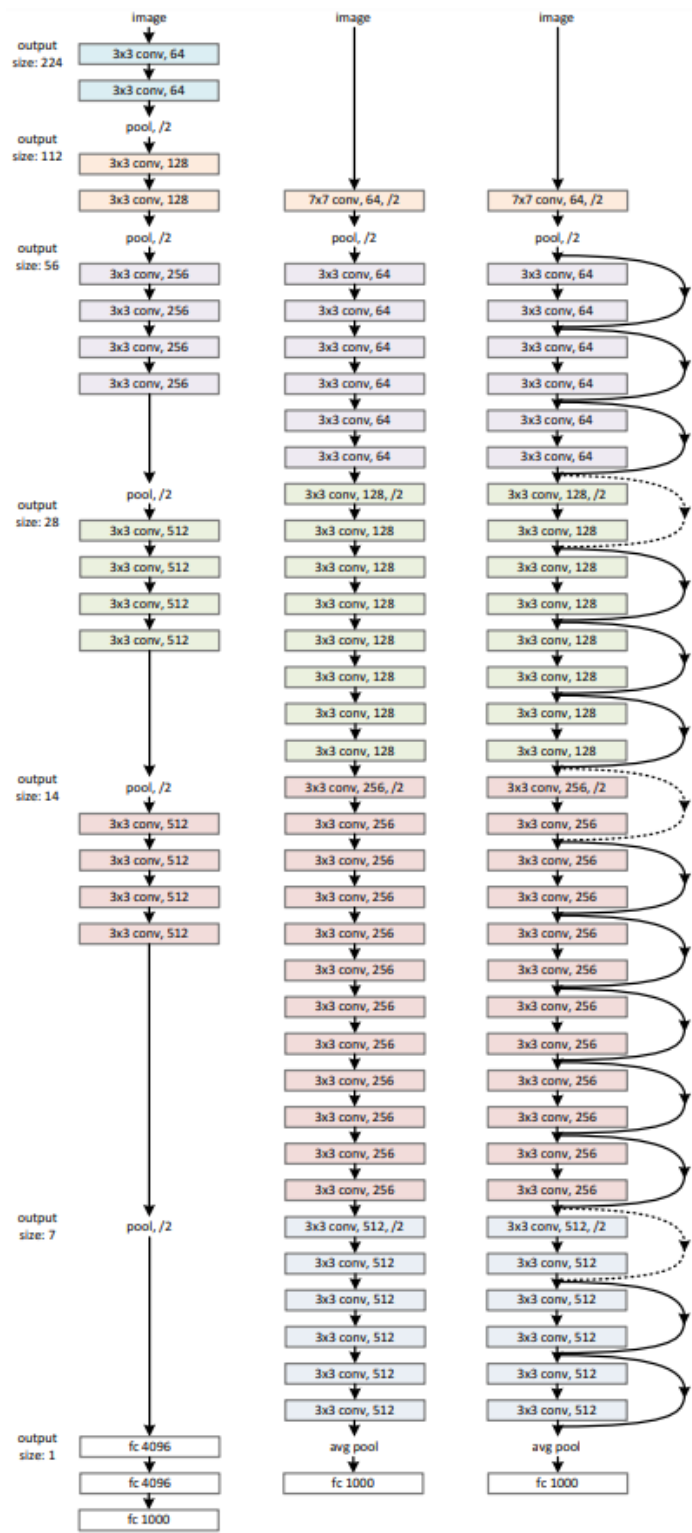 output
size: 224
output
size: 112
output
size: 56
output
size: 28
output
size: 14
output
size: 7
output
size: 1
image
3x3 conv, 64
3x3 conv, 64
pool, /2
3x3 conv, 128
3x3 conv, 128
pool, /2
3x3 conv, 256
3x3 conv, 256
3x3 conv, 256
3x3 conv, 256
pool, /2
3x3 conv, 512
3x3 conv, 512
3x3 conv, 512
3x3 conv, 512
pool, /2
3x3 conv, 512
3x3 conv, 512
3x3 conv, 512
3x3 conv, 512
pool, /2
fc 4096
fc 4096
fc 1000
image
7x7 conv, 64, /2
pool, /2
3x3 conv, 64
3x3 conv, 64
3x3 conv, 64
3x3 conv, 64
3x3 conv, 64
3x3 conv, 64
3x3 conv, 128, /2
3x3 conv, 128
3x3 conv, 128
3x3 conv, 128
3x3 conv, 128
3x3 conv, 128
3x3 conv, 128
3x3 conv, 128
3x3 conv, 256, /2
3x3 conv, 256
3x3 conv, 256
3x3 conv, 256
3x3 conv, 256
3x3 conv, 256
3x3 conv, 256
3x3 conv, 256
3x3 conv, 256
3x3 conv, 256
3x3 conv, 256
3x3 conv, 256
3x3 conv, 512, /2
3x3 conv, 512
3x3 conv, 512
3x3 conv, 512
3x3 conv, 512
3x3 conv, 512
avg pool
fc 1000
image
7x7 conv, 64, /2
pool, /2
3x3 conv, 64
3x3 conv, 64
3x3 conv, 64
3x3 conv, 64
3x3 conv, 64
3x3 conv, 64
3x3 conv, 128, /2
3x3 conv, 128
3x3 conv, 128
3x3 conv, 128
3x3 conv, 128
3x3 conv, 128
3x3 conv, 128
3x3 conv, 128
3x3 conv, 256, /2
3x3 conv, 256
3x3 conv, 256
3x3 conv, 256
3x3 conv, 256
3x3 conv, 256
3x3 conv, 256
3x3 conv, 256
3x3 conv, 256
3x3 conv, 256
3x3 conv, 256
3x3 conv, 256
3x3 conv, 512, /2
3x3 conv, 512
3x3 conv, 512
3x3 conv, 512
3x3 conv, 512
3x3 conv, 512
avg pool
fc 1000